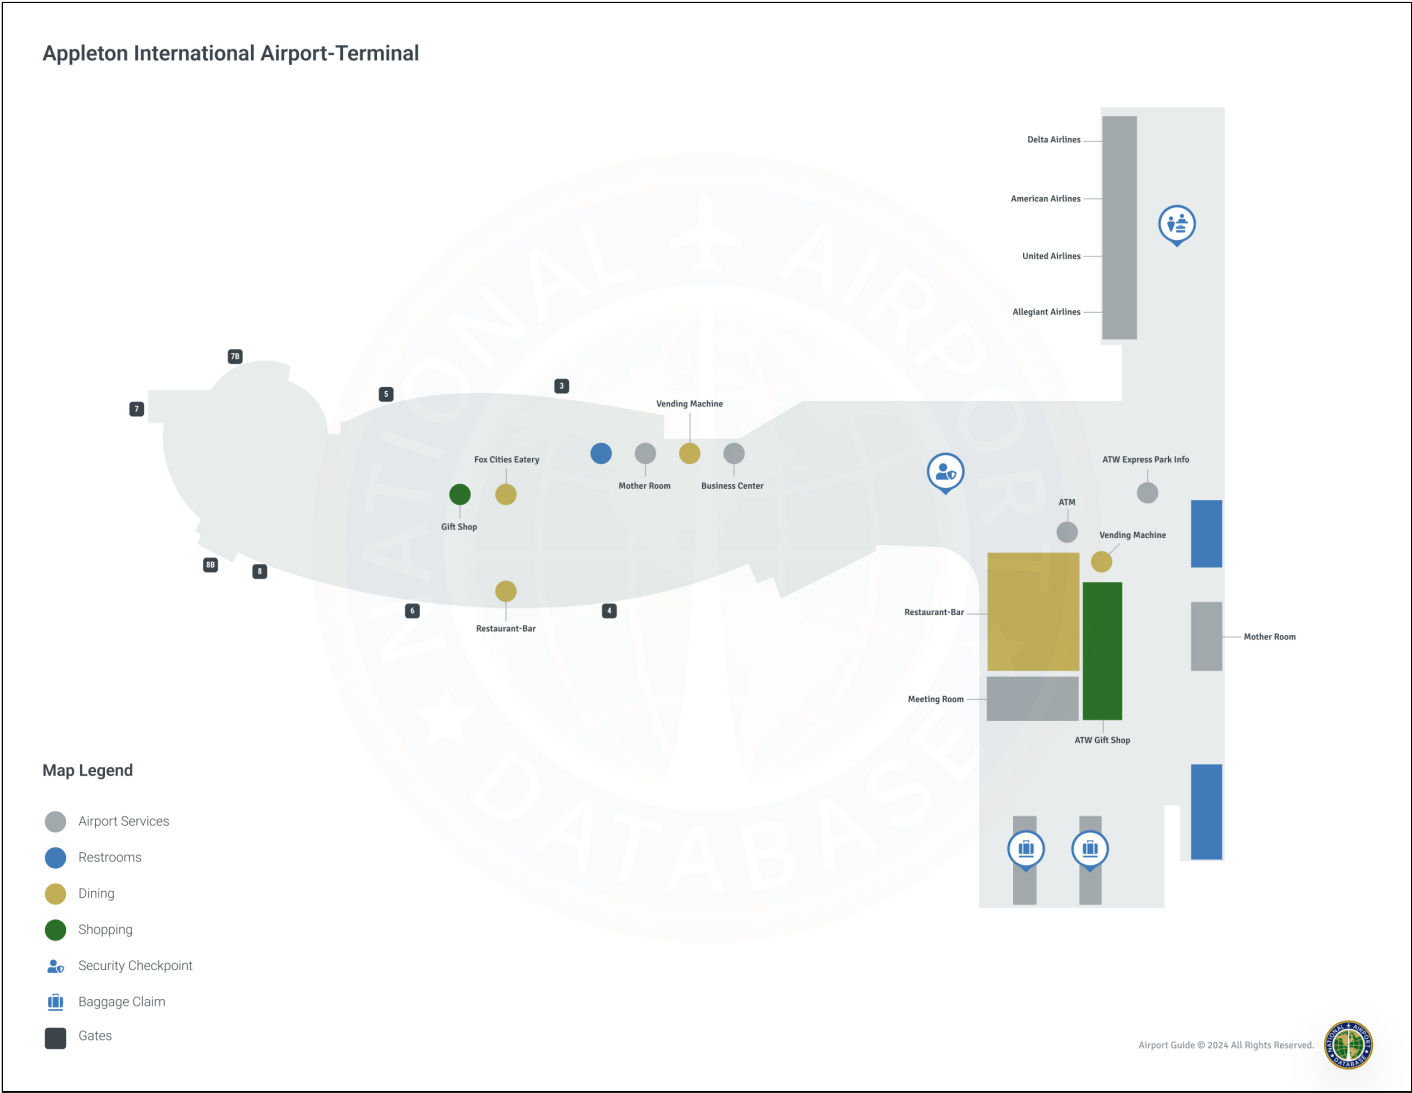 Appleton International Airport-Terminal
Delta Airlines
American Airlines
United Airlines
Allegiant Airlines
7B
7
5
3
Vending Machine
Fox Cities Eatery
Mother Room
Business Center
Gift Shop
ATW Express Park Info
ATM
Vending Machine
8B
8
6
4
Restaurant-Bar
Restaurant-Bar
Mother Room
Meeting Room
ATW Gift Shop
NATIONAL AIRPORT
DATABASE
Map Legend
Airport Services
Restrooms
Dining
Shopping
Security Checkpoint
Baggage Claim
Gates
Airport Guide © 2024 All Rights Reserved.
NATIONAL AIRPORT
DATABASE